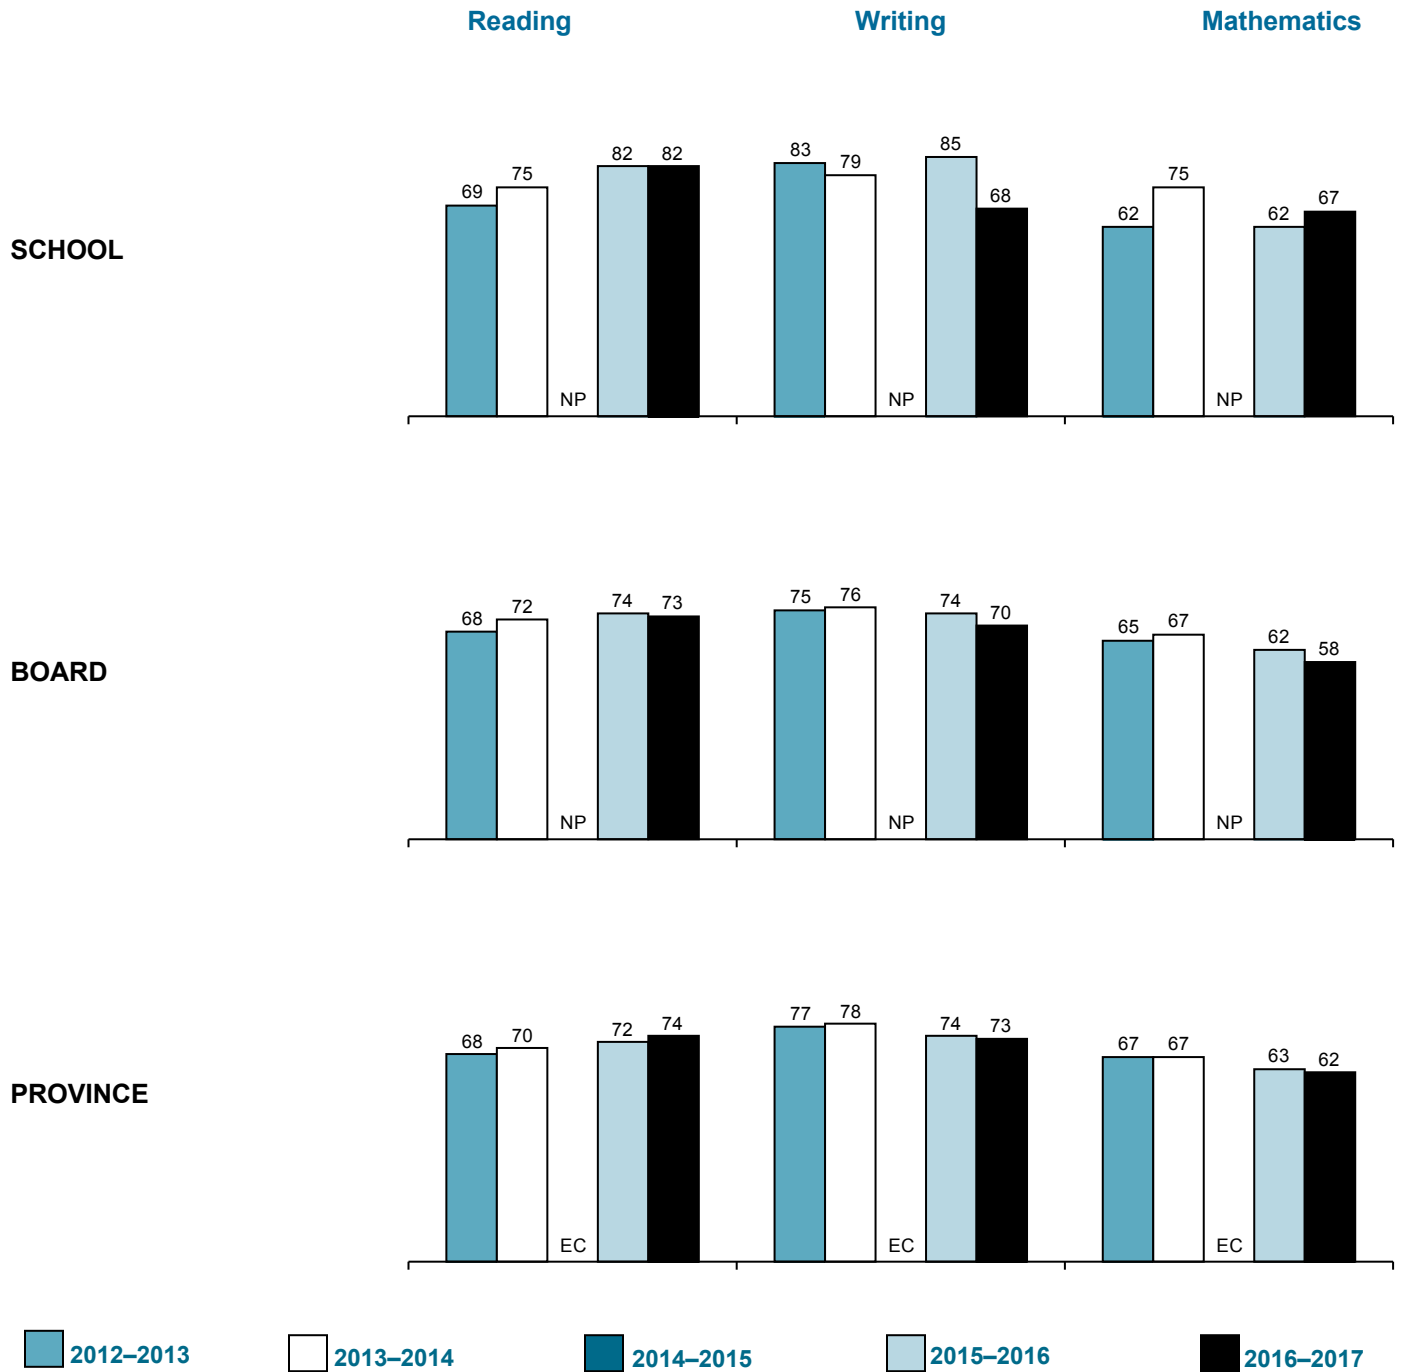 Reading Writing Mathematics
SCHOOL
69 75 NP 82 82 83 79 NP 85 68 62 75 NP 62 67
BOARD
68 72 NP 74 73 75 76 NP 74 70 65 67 NP 62 58
PROVINCE
68 70 EC 72 74 77 78 EC 74 73 67 67 EC 63 62
2012–2013 2013–2014 2014–2015 2015–2016 2016–2017